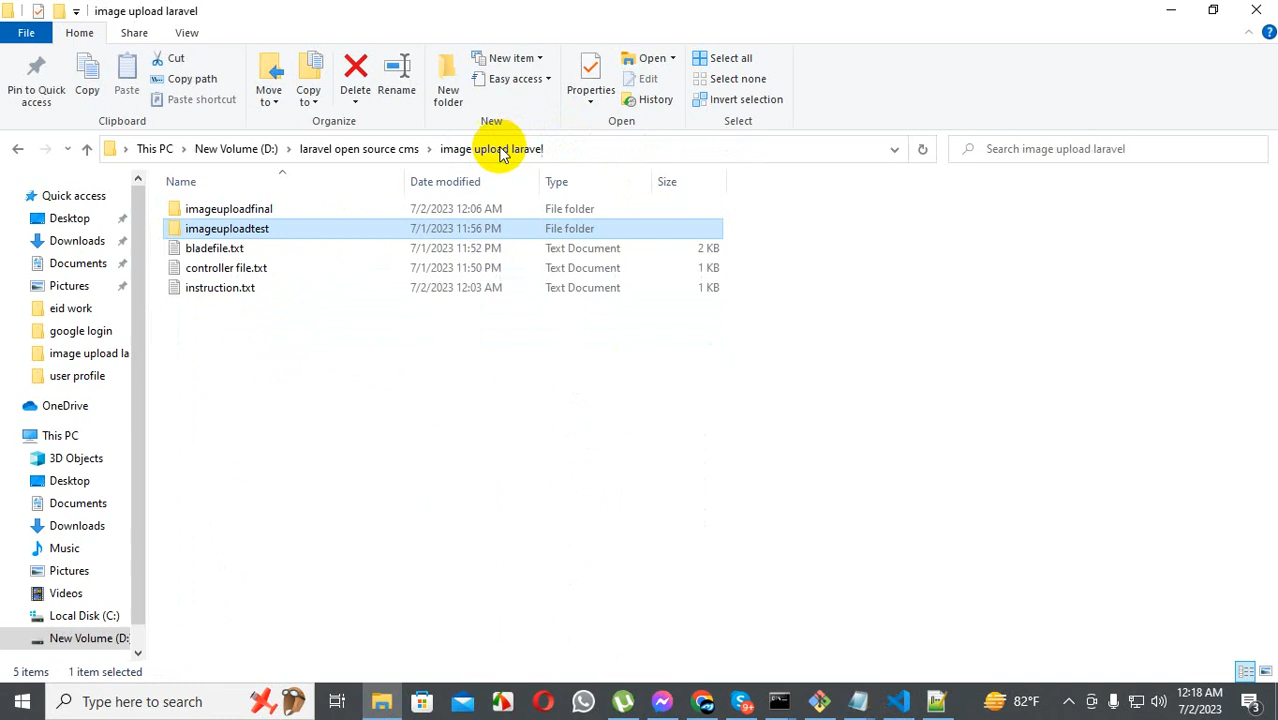 image upload laravel
File Home Share View
Pin to Quick access
Copy
Paste
Cut
Copy path
Paste shortcut
Clipboard
Move to
Copy to
Delete
Rename
Organize
New folder
New item
Easy access
New
Properties
Open
Edit
History
Open
Select all
Select none
Invert selection
Select
This PC New Volume (D:) laravel open source cms image upload laravel
Search image upload laravel
Name Date modified Type Size
imageuploadfinal 7/2/2023 12:06 AM File folder
imageuploadtest 7/1/2023 11:56 PM File folder
bladefile.txt 7/1/2023 11:52 PM Text Document 2 KB
controller file.txt 7/1/2023 11:50 PM Text Document 1 KB
instruction.txt 7/2/2023 12:03 AM Text Document 1 KB
Quick access
Desktop
Downloads
Documents
Pictures
eid work
google login
image upload la
user profile
OneDrive
This PC
3D Objects
Desktop
Documents
Downloads
Music
Pictures
Videos
Local Disk (C:)
New Volume (D:
5 items 1 item selected
Type here to search
9+
82°F
12:18 AM
7/2/2023
3